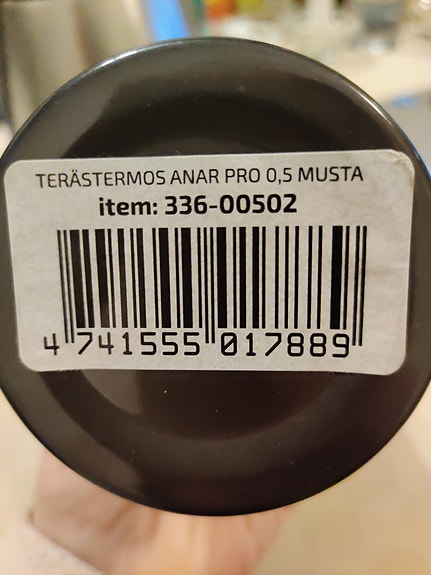 TERÄSTERMOS ANAR PRO 0,5 MUSTA
item: 336-00502
4 741555 017889